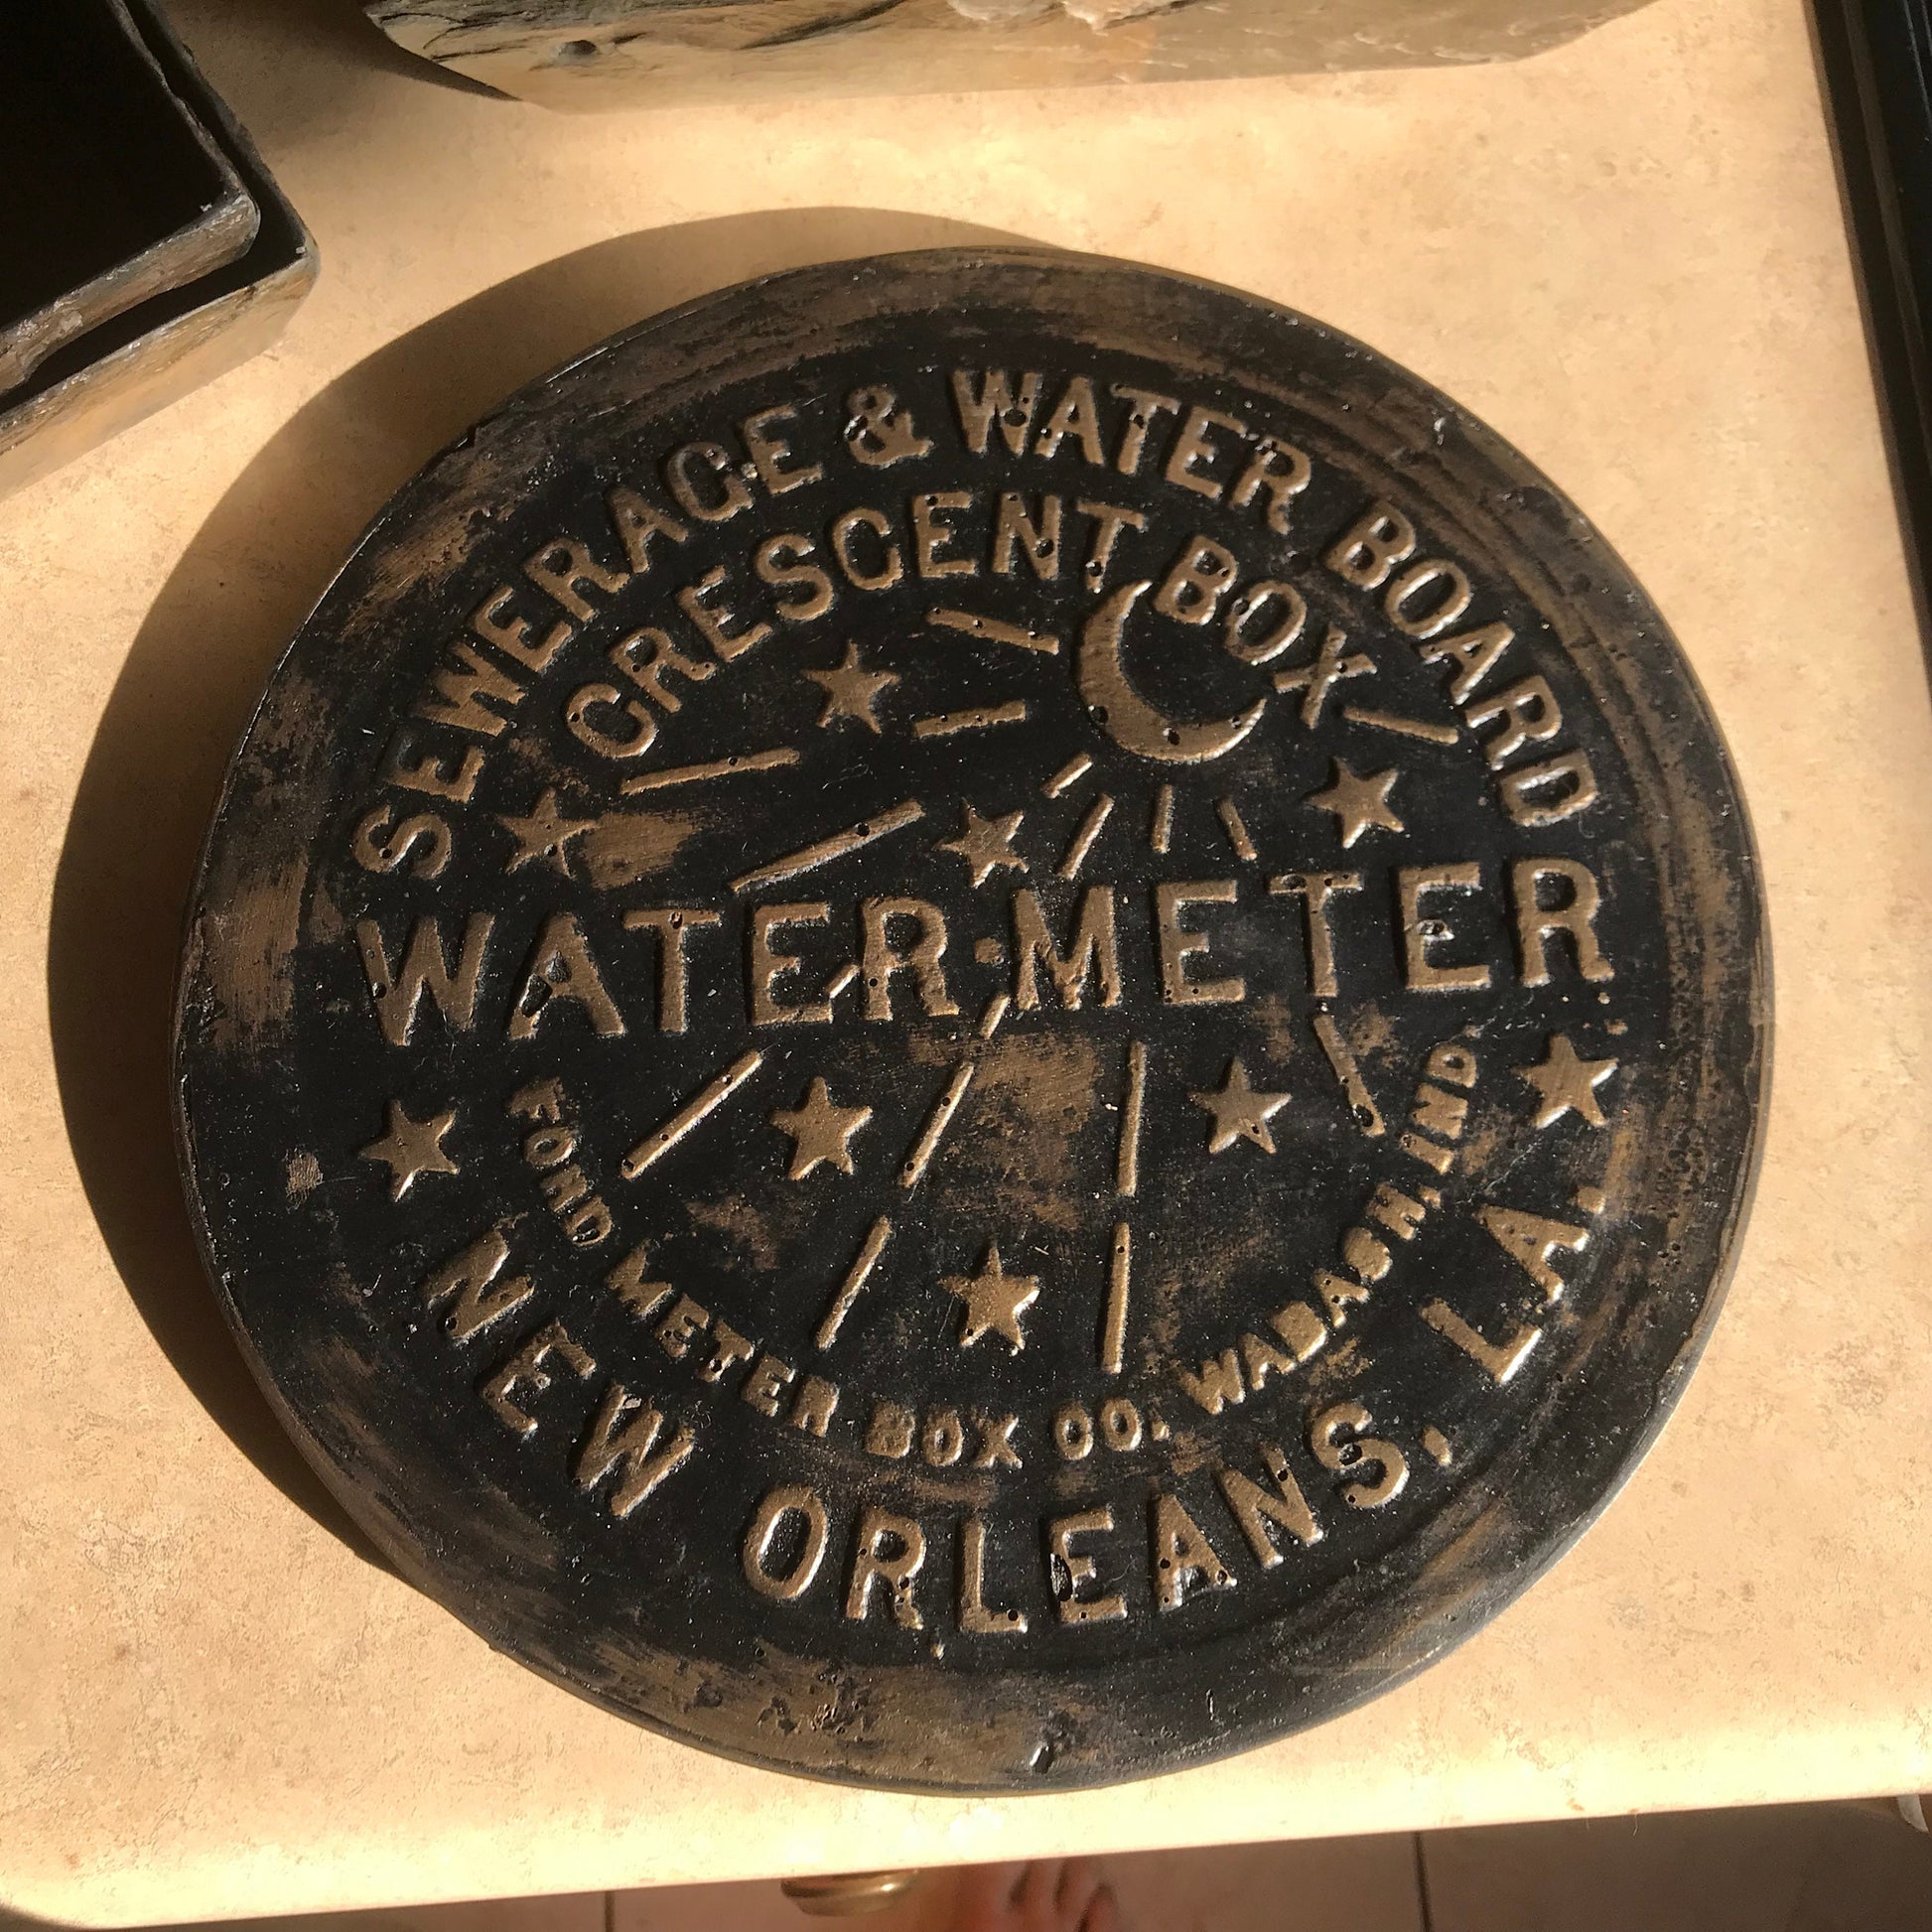 SEWERAGE & WATER BOARD
CRESCENT BOX
WATER·METER
FORD METER BOX CO. WABASH, IND.
NEW ORLEANS, LA.